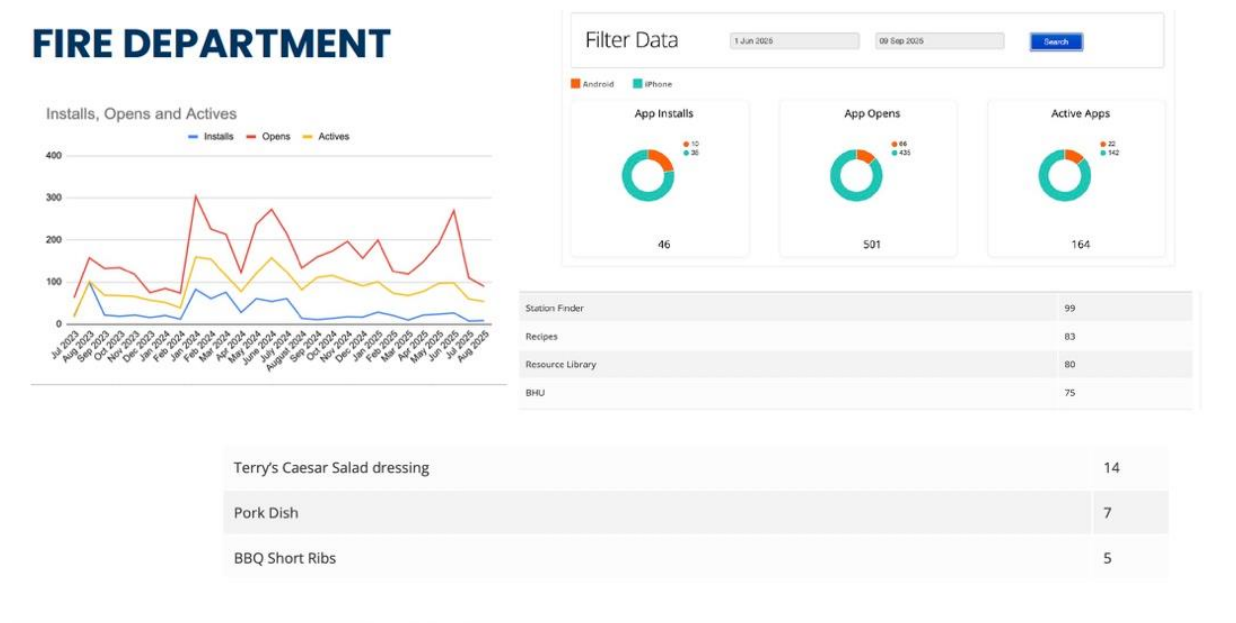 FIRE DEPARTMENT
Installs, Opens and Actives
Installs Opens Actives
400
300
200
100
0
Jul 2023
Aug 2023
Sep 2023
Oct 2023
Nov 2023
Dec 2023
Jan 2024
Feb 2024
Jan 2024
Feb 2024
Mar 2024
Apr 2024
May 2024
June 2024
July 2024
August 2024
Sep 2024
Oct 2024
Nov 2024
Dec 2024
Jan 2025
Feb 2025
Mar 2025
Apr 2025
May 2025
Jun 2025
Jul 2025
Aug 2025
Filter Data
1 Jun 2025
09 Sep 2025
Search
Android iPhone
App Installs
10
36
46
App Opens
66
435
501
Active Apps
22
142
164
Station Finder 99
Recipes 83
Resource Library 80
BHU 75
Terry's Caesar Salad dressing 14
Pork Dish 7
BBQ Short Ribs 5